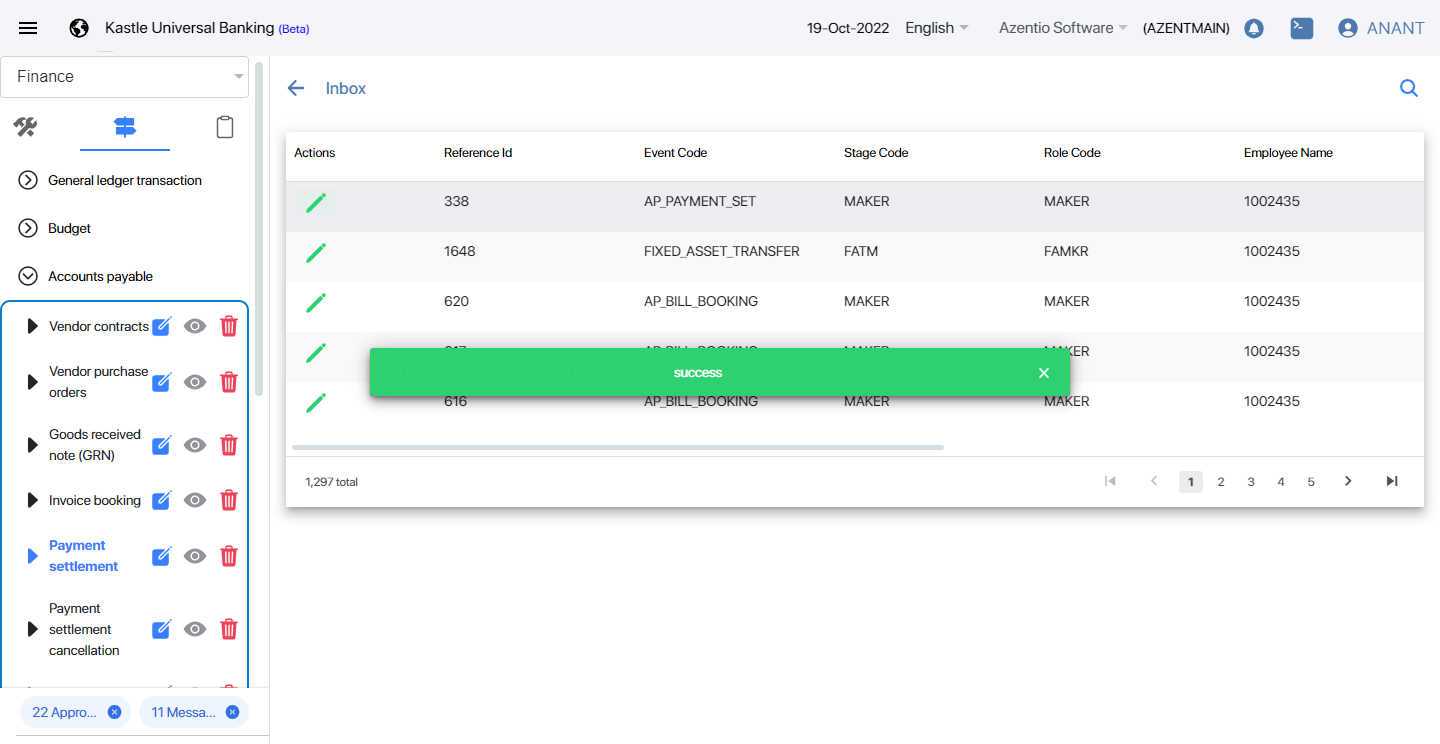 Kastle Universal Banking (Beta)
19-Oct-2022
English
Azentio Software
(AZENTMAIN)
ANANT
Finance
General ledger transaction
Budget
Accounts payable
Vendor contracts
Vendor purchase
orders
Goods received
note (GRN)
Invoice booking
Payment
settlement
Payment
settlement
cancellation
22 Appro...
11 Messa...
Inbox
Actions Reference Id Event Code Stage Code Role Code Employee Name
338 AP_PAYMENT_SET MAKER MAKER 1002435
1648 FIXED_ASSET_TRANSFER FATM FAMKR 1002435
620 AP_BILL_BOOKING MAKER MAKER 1002435
617 AP_BILL_BOOKING MAKER MAKER 1002435
success
616 AP_BILL_BOOKING MAKER MAKER 1002435
1,297 total
1 2 3 4 5